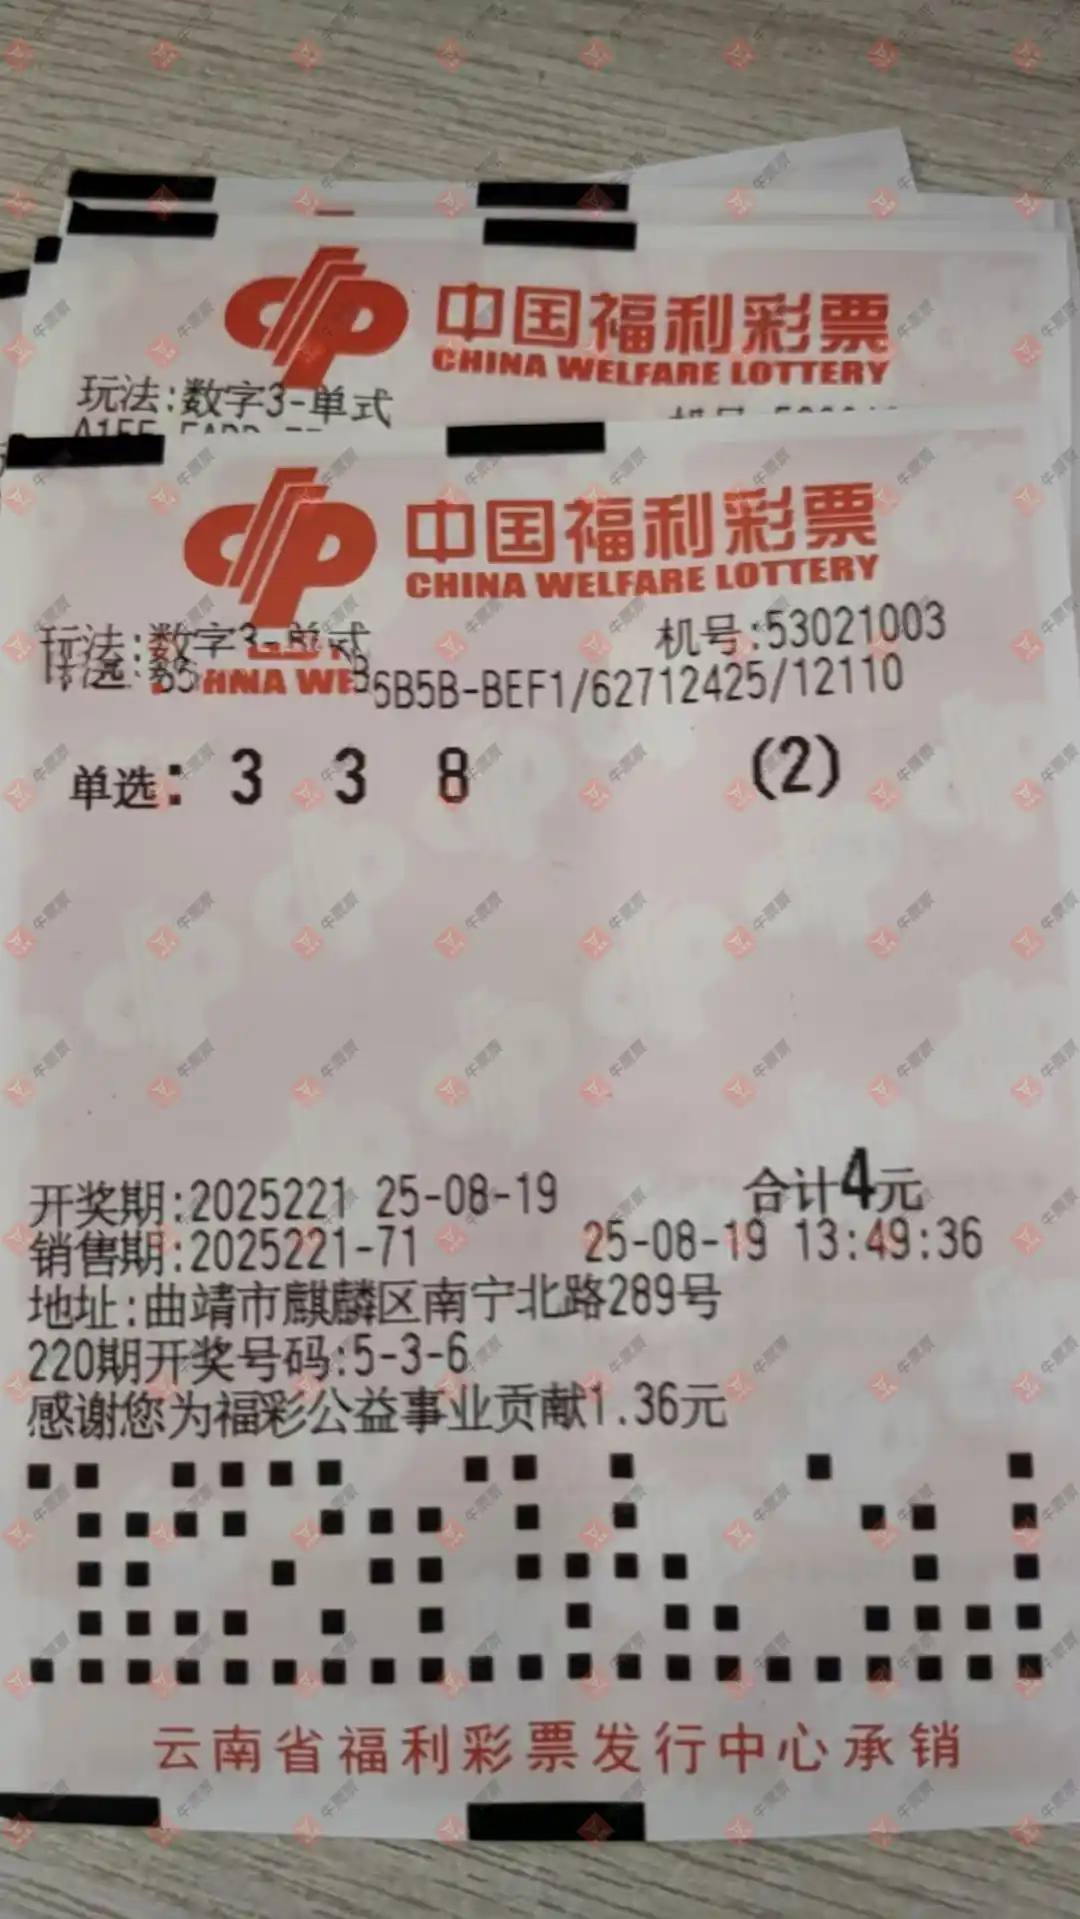 中国福利彩票
CHINA WELFARE LOTTERY
玩法:数字3-单式
中国福利彩票
CHINA WELFARE LOTTERY
玩法:数字3-单式 机号:53021003
6B5B-BEF1/62712425/12110
单选: 3 3 8 (2)
开奖期:2025221 25-08-19 合计4元
销售期:2025221-71 25-08-19 13:49:36
地址:曲靖市麒麟区南宁北路289号
220期开奖号码:5-3-6
感谢您为福彩公益事业贡献1.36元
云南省福利彩票发行中心承销
牛票票